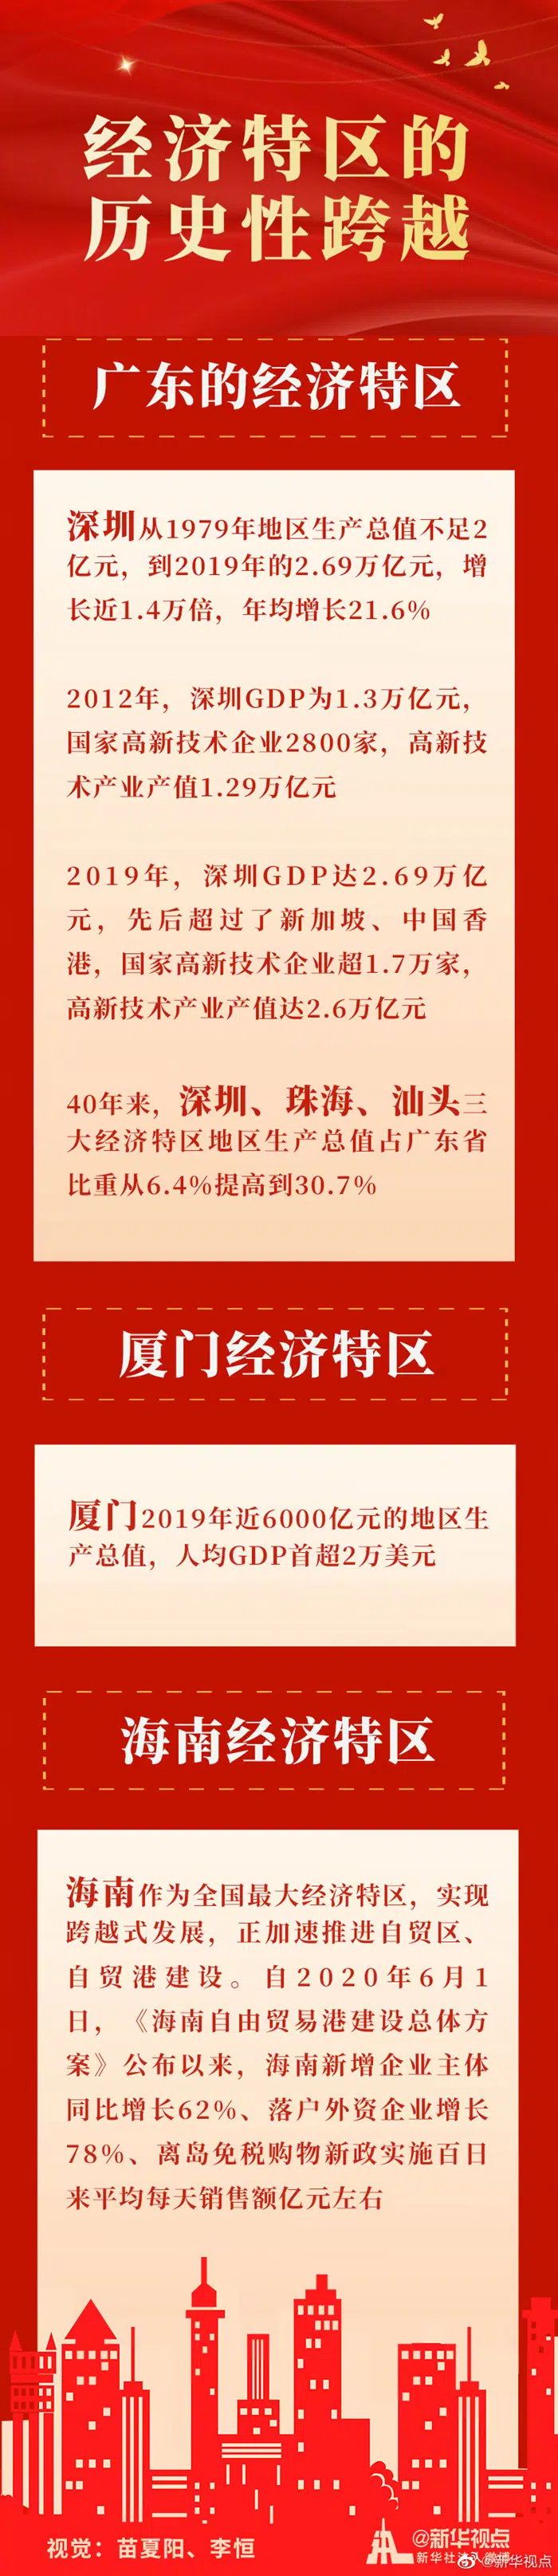 经济特区的
历史性跨越
广东的经济特区
深圳从1979年地区生产总值不足2
亿元，到2019年的2.69万亿元，增
长近1.4万倍，年均增长21.6%
2012年，深圳GDP为1.3万亿元，
国家高新技术企业2800家，高新技
术产业产值1.29万亿元
2019年，深圳GDP达2.69万亿
元，先后超过了新加坡、中国香
港，国家高新技术企业超1.7万家，
高新技术产业产值达2.6万亿元
40年来，深圳、珠海、汕头三
大经济特区地区生产总值占广东省
比重从6.4%提高到30.7%
厦门经济特区
厦门2019年近6000亿元的地区生
产总值，人均GDP首超2万美元
海南经济特区
海南作为全国最大经济特区，实现
跨越式发展，正加速推进自贸区、
自贸港建设。自2020年6月1
日，《海南自由贸易港建设总体方
案》公布以来，海南新增企业主体
同比增长62%、落户外资企业增长
78%、离岛免税购物新政实施百日
来平均每天销售额亿元左右
视觉：苗夏阳、李恒
@新华视点
新华社法人微博
@新华视点